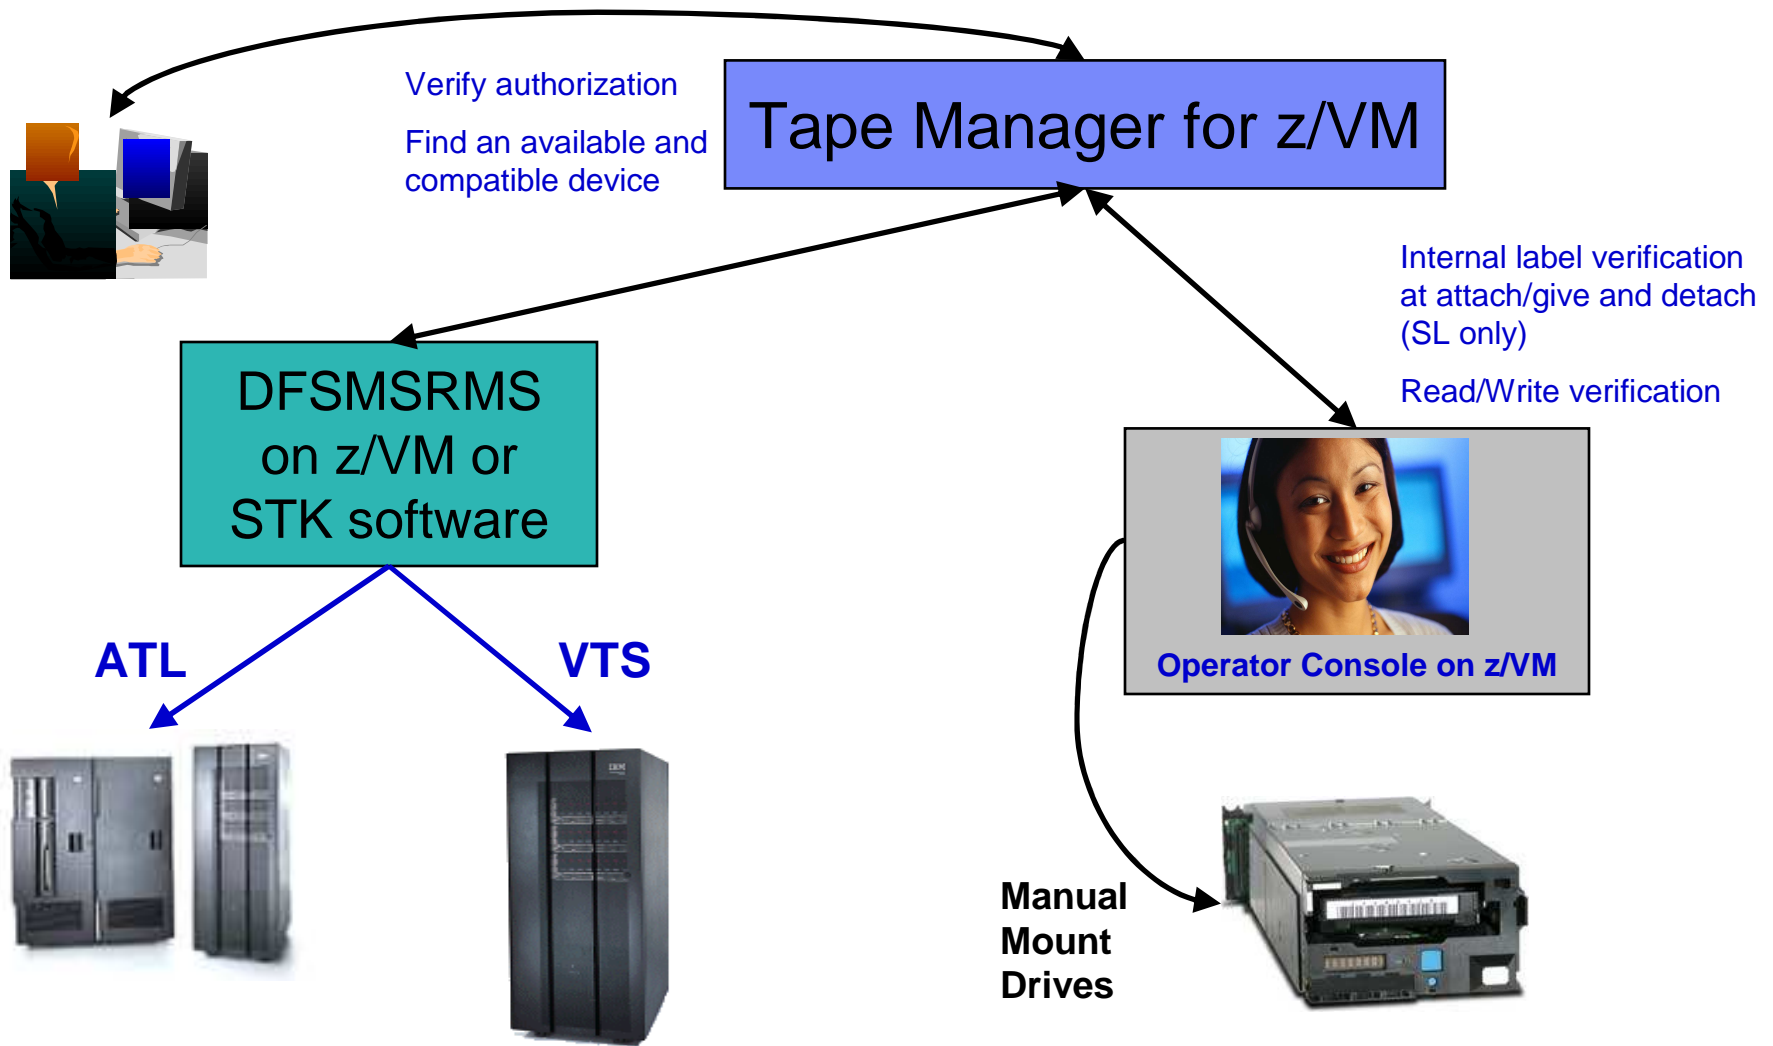 Verify authorization
Find an available and
compatible device
Tape Manager for z/VM
Internal label verification
at attach/give and detach
(SL only)
Read/Write verification
DFSMSRMS
on z/VM or
STK software
ATL
VTS
Operator Console on z/VM
IBM
Manual
Mount
Drives